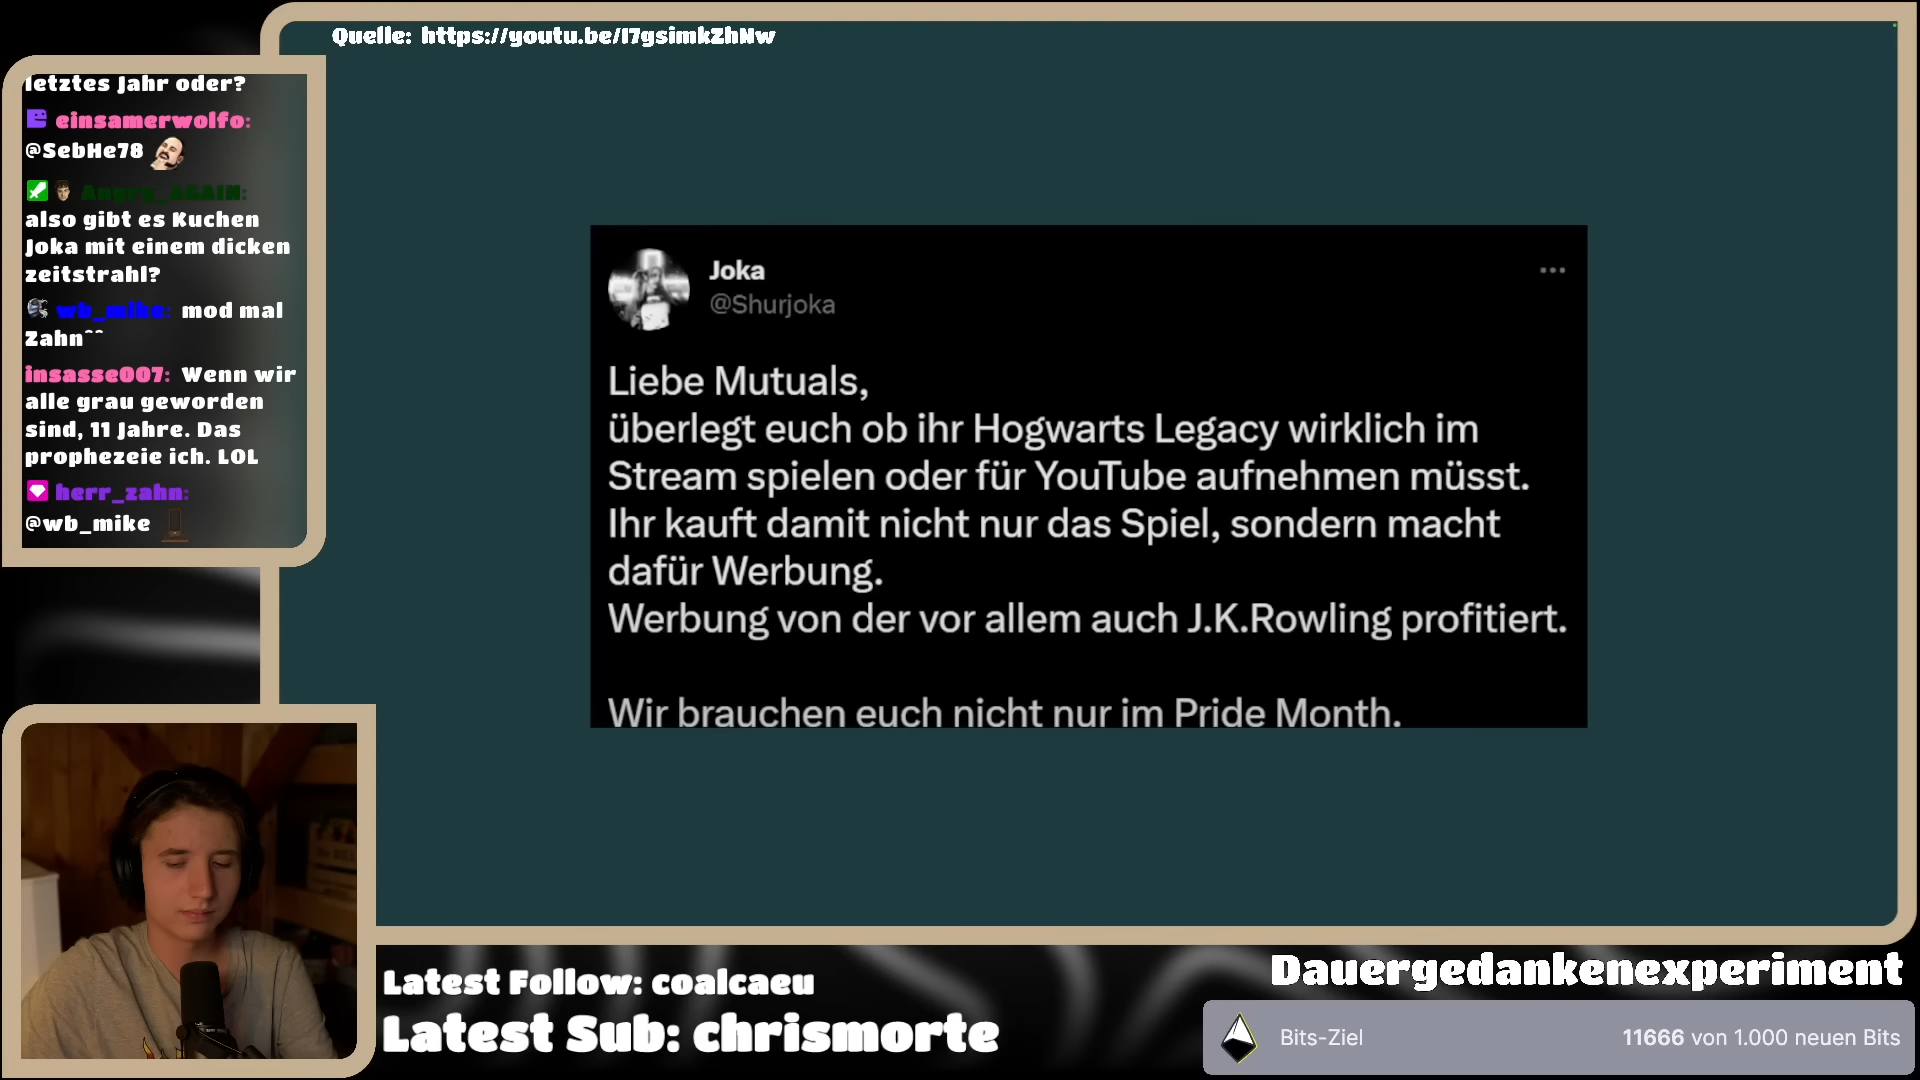 Quelle: https://youtu.be/I7gsimkZhNw
letztes Jahr oder?
einsamerwolfo:
@SebHe78
Angry_AGAIN:
also gibt es Kuchen
Joka mit einem dicken
zeitstrahl?
wb_mike: mod mal
Zahn^^
insasse007: Wenn wir
alle grau geworden
sind, 11 Jahre. Das
prophezeie ich. LOL
herr_zahn:
@wb_mike
Joka
@Shurjoka
Liebe Mutuals,
überlegt euch ob ihr Hogwarts Legacy wirklich im
Stream spielen oder für YouTube aufnehmen müsst.
Ihr kauft damit nicht nur das Spiel, sondern macht
dafür Werbung.
Werbung von der vor allem auch J.K.Rowling profitiert.
Wir brauchen euch nicht nur im Pride Month.
Latest Follow: coalcaeu
Latest Sub: chrismorte
Dauergedankenexperiment
Bits-Ziel
11666 von 1.000 neuen Bits